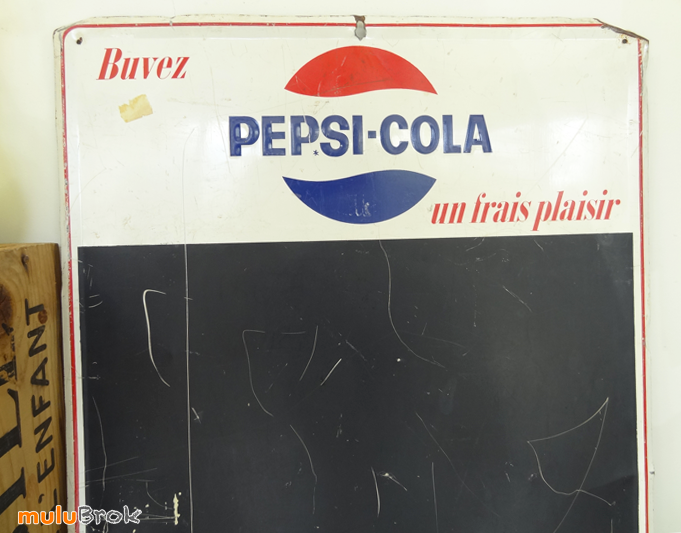 Buvez
PEPSI-COLA
un frais plaisir
L'ENFANT
muluBrok